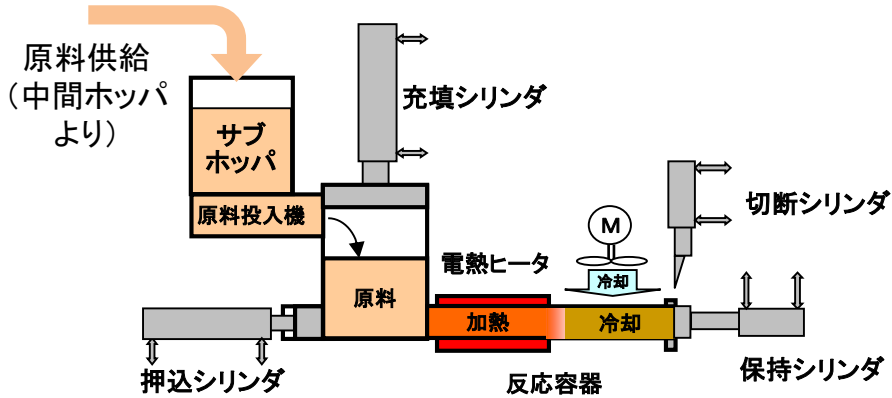 原料供給
（中間ホッパ
より）
サブ
ホッパ
原料投入機
充填シリンダ
切断シリンダ
M
冷却
電熱ヒータ
原料
加熱
冷却
押込シリンダ
反応容器
保持シリンダ